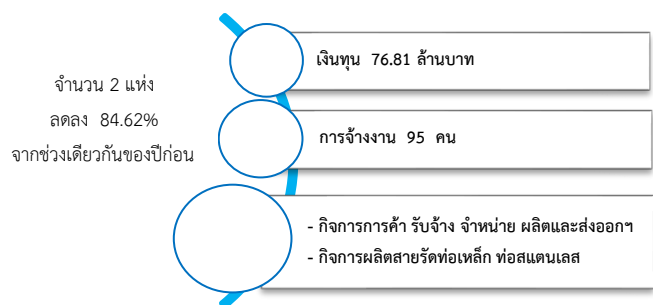 จำนวน 2 แห่ง
ลดลง 84.62%
จากช่วงเดียวกันของปีก่อน
เงินทุน 76.81 ล้านบาท
การจ้างงาน 95 คน
- กิจการการค้า รับจ้าง จำหน่าย ผลิตและส่งออกฯ
- กิจการผลิตสายรัดท่อเหล็ก ท่อสแตนเลส